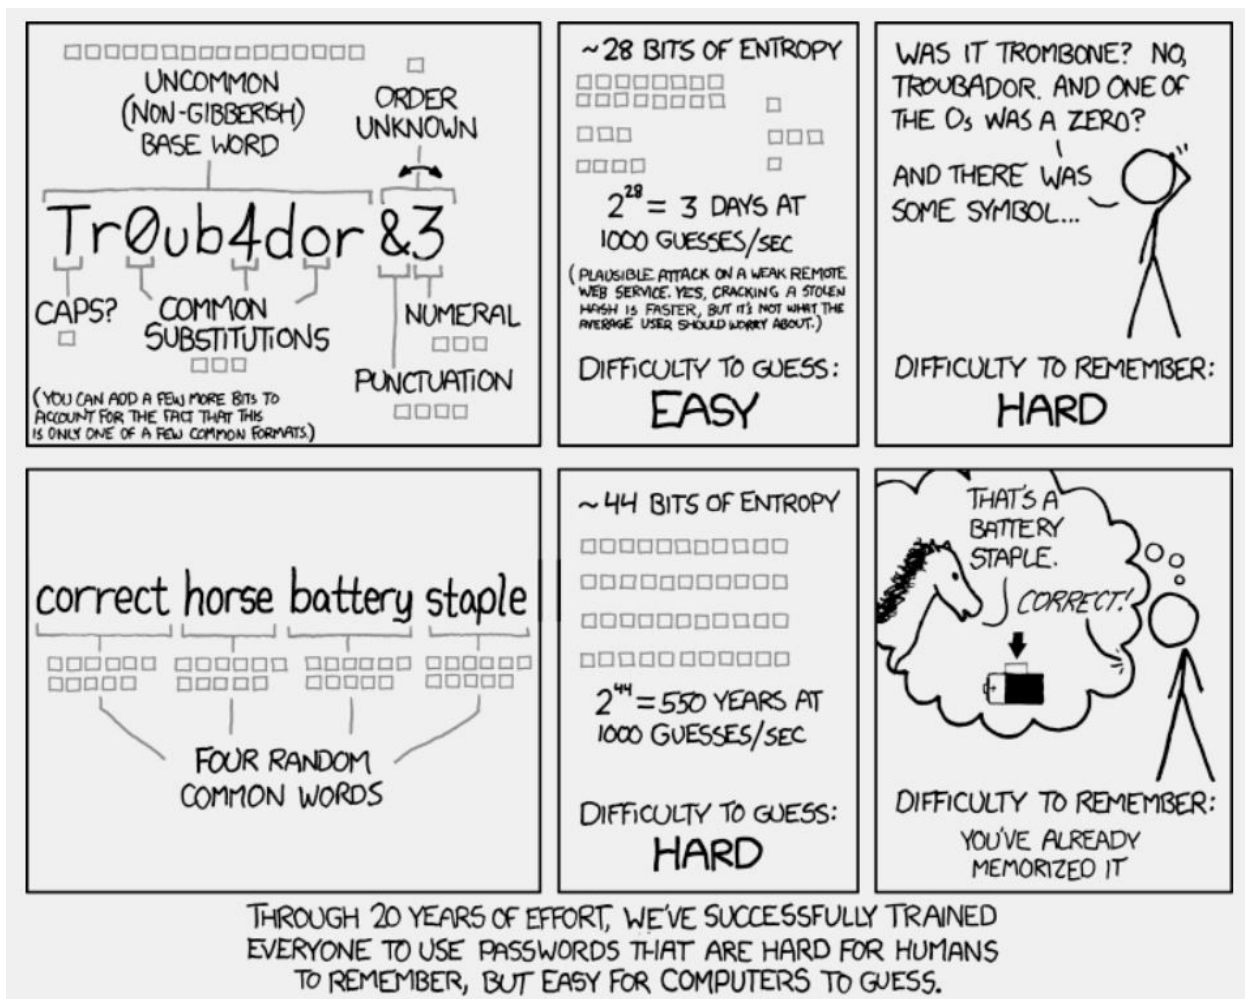 UNCOMMON
(NON-GIBBERISH)
BASE WORD
ORDER
UNKNOWN
Tr0ub4dor &3
CAPS?
COMMON
SUBSTITUTIONS
NUMERAL
PUNCTUATION
(YOU CAN ADD A FEW MORE BITS TO
ACCOUNT FOR THE FACT THAT THIS
IS ONLY ONE OF A FEW COMMON FORMATS.)
~28 BITS OF ENTROPY
2²⁸ = 3 DAYS AT
1000 GUESSES/SEC
(PLAUSIBLE ATTACK ON A WEAK REMOTE
WEB SERVICE. YES, CRACKING A STOLEN
HASH IS FASTER, BUT IT'S NOT WHAT THE
AVERAGE USER SHOULD WORRY ABOUT.)
DIFFICULTY TO GUESS:
EASY
WAS IT TROMBONE? NO,
TROUBADOR. AND ONE OF
THE Os WAS A ZERO?
AND THERE WAS
SOME SYMBOL...
DIFFICULTY TO REMEMBER:
HARD
correct horse battery staple
FOUR RANDOM
COMMON WORDS
~44 BITS OF ENTROPY
2⁴⁴ = 550 YEARS AT
1000 GUESSES/SEC
DIFFICULTY TO GUESS:
HARD
THAT'S A
BATTERY
STAPLE.
CORRECT!
DIFFICULTY TO REMEMBER:
YOU'VE ALREADY
MEMORIZED IT
THROUGH 20 YEARS OF EFFORT, WE'VE SUCCESSFULLY TRAINED
EVERYONE TO USE PASSWORDS THAT ARE HARD FOR HUMANS
TO REMEMBER, BUT EASY FOR COMPUTERS TO GUESS.